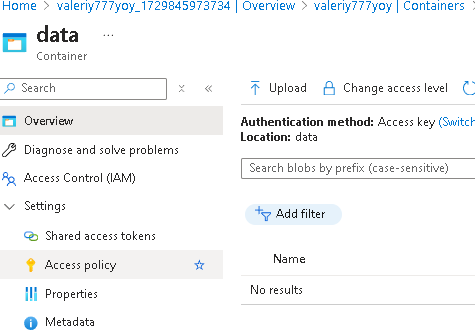 Home > valeriy777yoy_1729845973734 | Overview > valeriy777yoy | Containers >
data ...
Container
Search
Overview
Diagnose and solve problems
Access Control (IAM)
Settings
Shared access tokens
Access policy
Properties
Metadata
Upload Change access level
Authentication method: Access key (Switch
Location: data
Search blobs by prefix (case-sensitive)
Add filter
Name
No results